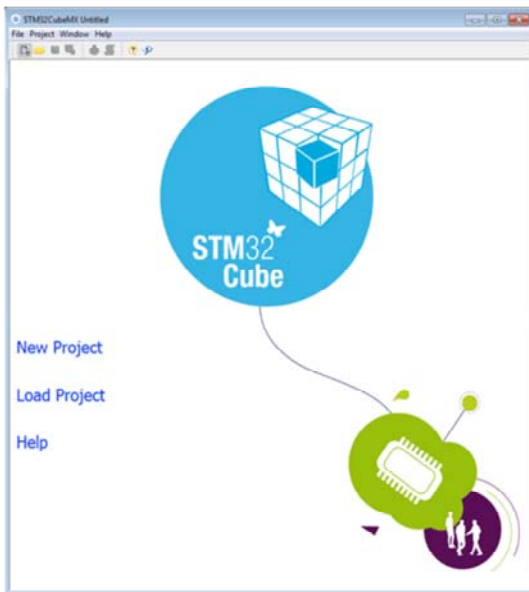 STM32CubeMX Untitled
File Project Window Help
STM32
Cube
New Project
Load Project
Help